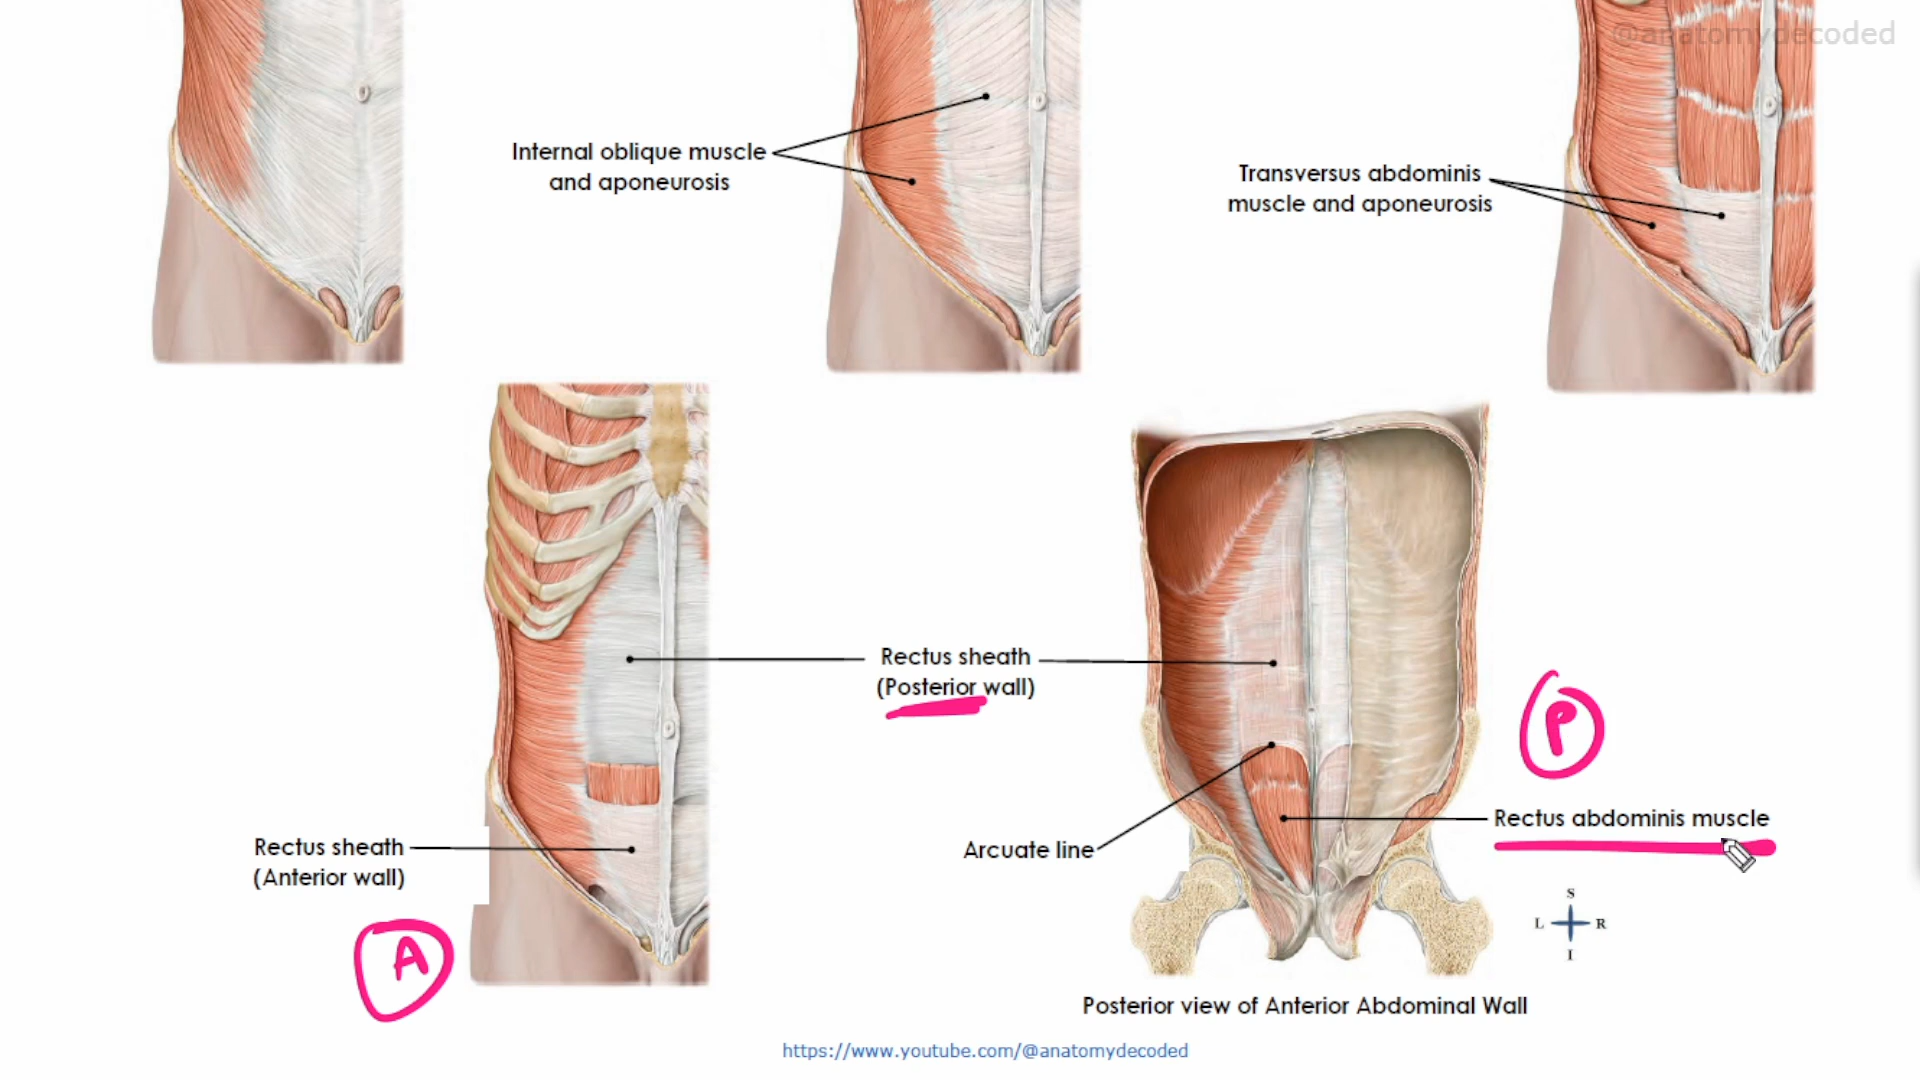 @anatomydecoded
Internal oblique muscle
and aponeurosis
Transversus abdominis
muscle and aponeurosis
Rectus sheath
(Posterior wall)
P
Rectus abdominis muscle
Arcuate line
Rectus sheath
(Anterior wall)
A
S
L R
I
Posterior view of Anterior Abdominal Wall
https://www.youtube.com/@anatomydecoded